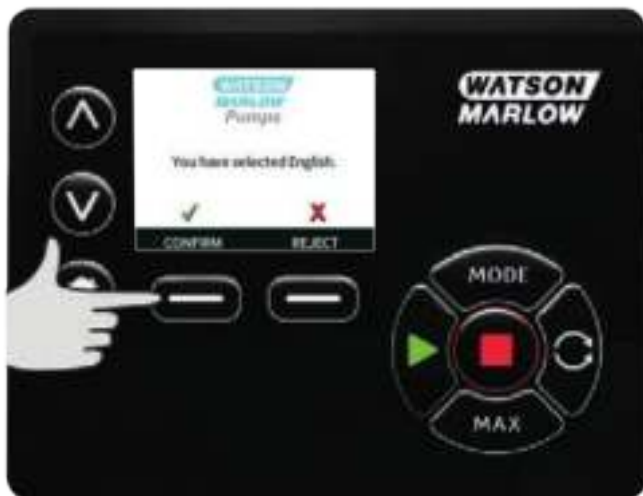 WATSON
MARLOW
Pumps
You have selected English.
CONFIRM
REJECT
WATSON
MARLOW
MODE
MAX